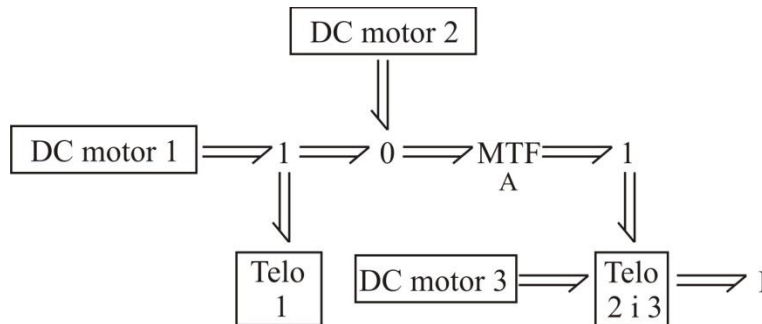 DC motor 2
DC motor 1 1 0 MTF 1
A
Telo
1
DC motor 3
Telo
2 i 3